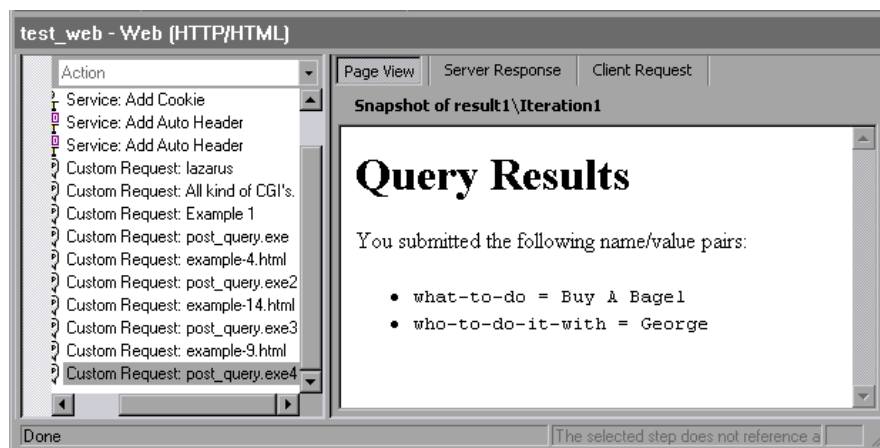 test_web - Web (HTTP/HTML)
Action
Service: Add Cookie
Service: Add Auto Header
Service: Add Auto Header
Custom Request: lazarus
Custom Request: All kind of CGI's.
Custom Request: Example 1
Custom Request: post_query.exe
Custom Request: example-4.html
Custom Request: post_query.exe2
Custom Request: example-14.html
Custom Request: post_query.exe3
Custom Request: example-9.html
Custom Request: post_query.exe4
Page View Server Response Client Request
Snapshot of result1\Iteration1
Query Results
You submitted the following name/value pairs:
• what-to-do = Buy A Bagel
• who-to-do-it-with = George
Done
The selected step does not reference a